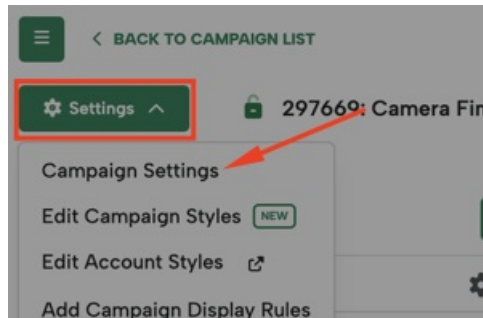 BACK TO CAMPAIGN LIST
Settings
297669: Camera Fin
Campaign Settings
Edit Campaign Styles NEW
Edit Account Styles
Add Campaign Display Rules